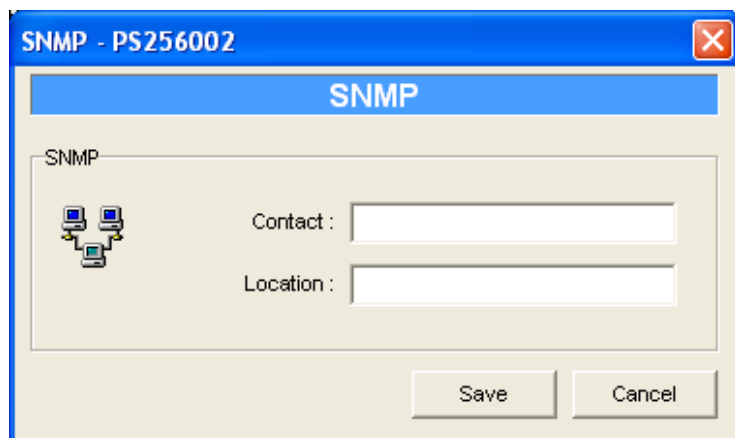 SNMP - PS256002
SNMP
SNMP
Contact :
Location :
Save Cancel